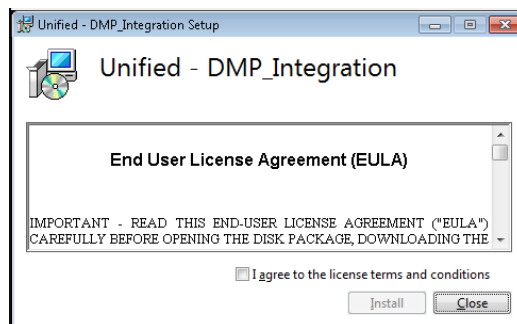 Unified - DMP_Integration Setup
Unified - DMP_Integration
End User License Agreement (EULA)
IMPORTANT - READ THIS END-USER LICENSE AGREEMENT ("EULA")
CAREFULLY BEFORE OPENING THE DISK PACKAGE, DOWNLOADING THE
I agree to the license terms and conditions
Install
Close